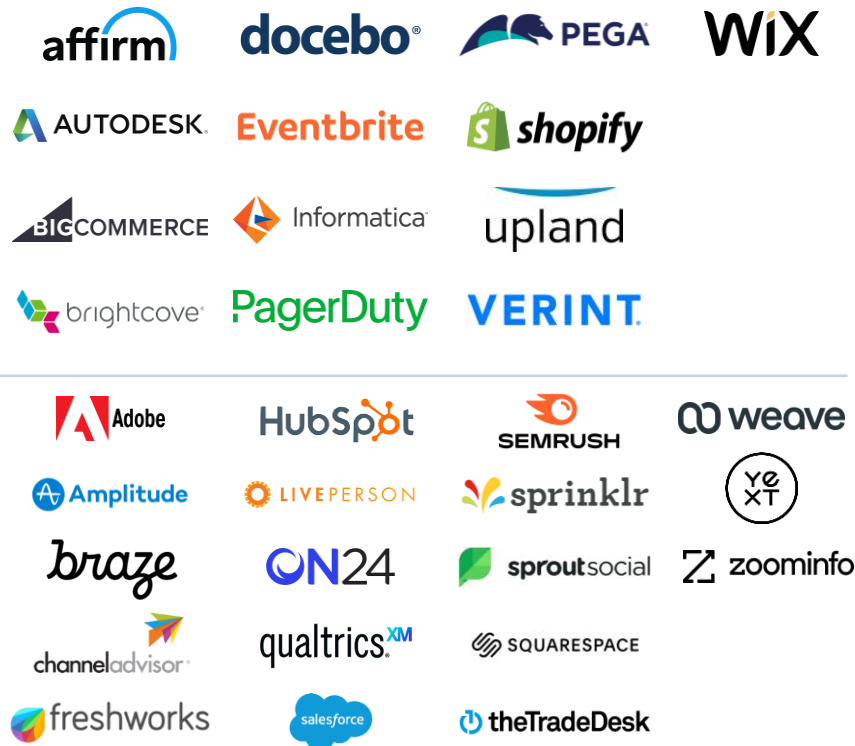 affirm docebo® PEGA® WiX
AUTODESK® Eventbrite S shopify
BIGCOMMERCE Informatica upland
brightcove® PagerDuty VERINT®
Adobe HubSpot SEMRUSH weave
Amplitude LIVEPERSON sprinklr YEXT
braze ON24 sproutsocial zoominfo
channeladvisor® qualtrics.XM SQUARESPACE
freshworks salesforce theTradeDesk